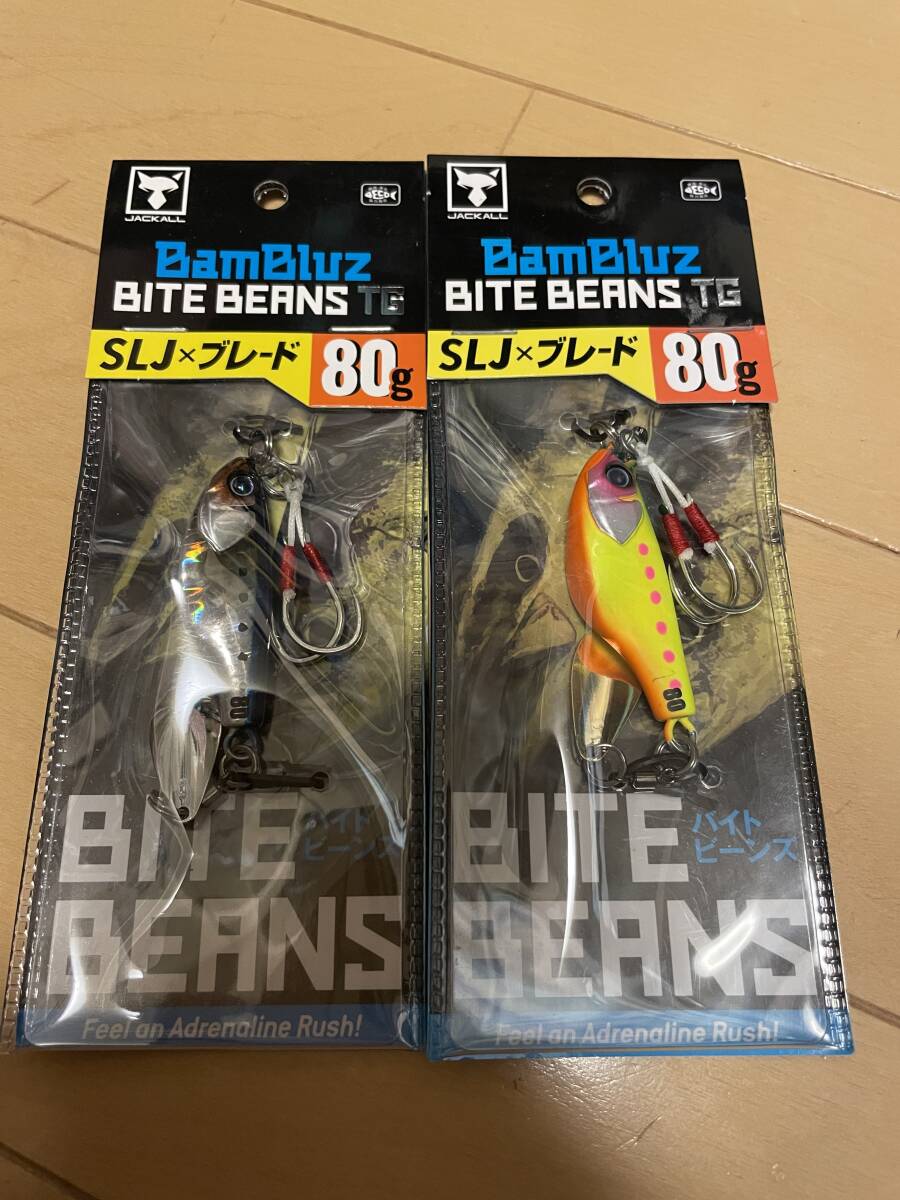 JACKALL
BamBluz
BITE BEANS TG
SLJ×ブレード
80g
80
BITE
バイト
ビーンズ
BEANS
Feel an Adrenaline Rush!
JACKALL
BamBluz
BITE BEANS TG
SLJ×ブレード
80g
80
BITE
バイト
ビーンズ
BEANS
Feel an Adrenaline Rush!